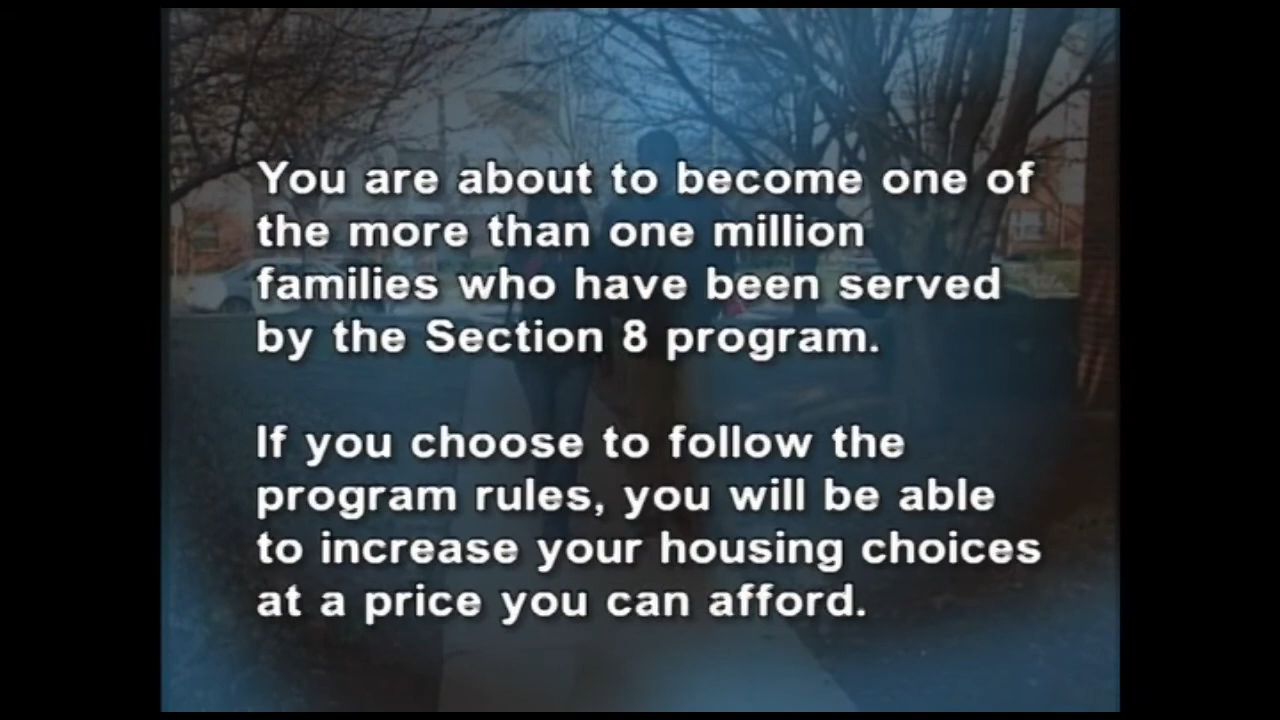 You are about to become one of
the more than one million
families who have been served
by the Section 8 program.
If you choose to follow the
program rules, you will be able
to increase your housing choices
at a price you can afford.